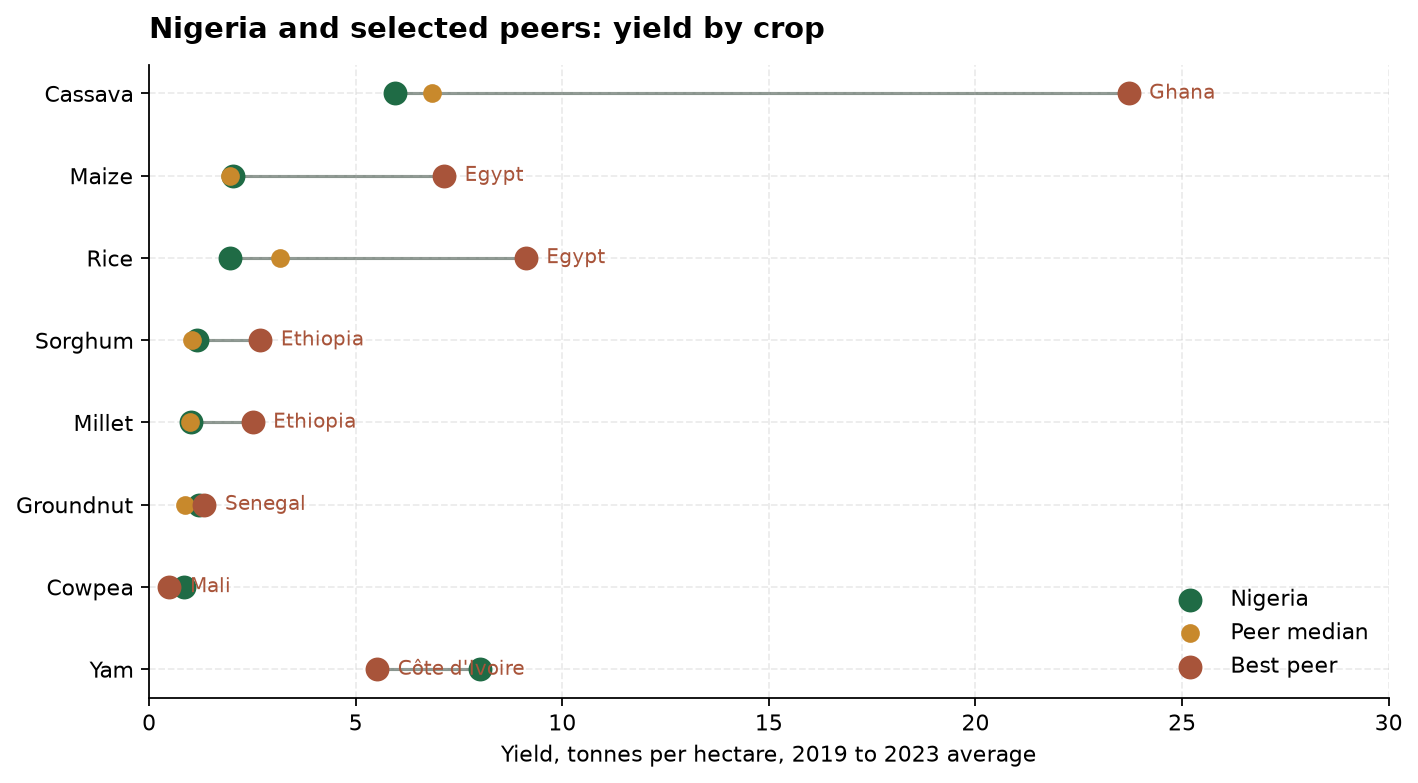 Nigeria and selected peers: yield by crop
Cassava
Ghana
Maize
Egypt
Rice
Egypt
Sorghum
Ethiopia
Millet
Ethiopia
Groundnut
Senegal
Cowpea
Mali
Yam
Côte d'Ivoire
Nigeria
Peer median
Best peer
0 5 10 15 20 25 30
Yield, tonnes per hectare, 2019 to 2023 average